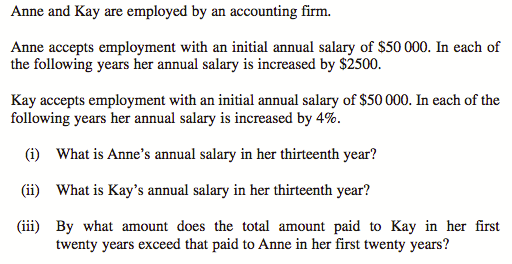 Anne and Kay are employed by an accounting firm.
Anne accepts employment with an initial annual salary of $50 000. In each of
the following years her annual salary is increased by $2500.
Kay accepts employment with an initial annual salary of $50 000. In each of the
following years her annual salary is increased by 4%.
(i) What is Anne’s annual salary in her thirteenth year?
(ii) What is Kay’s annual salary in her thirteenth year?
(iii) By what amount does the total amount paid to Kay in her first
twenty years exceed that paid to Anne in her first twenty years?